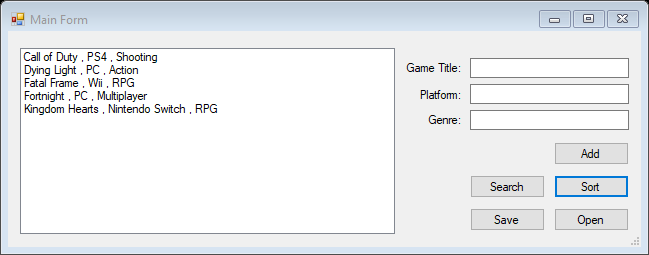 Main Form
Call of Duty , PS4 , Shooting
Dying Light , PC , Action
Fatal Frame , Wii , RPG
Fortnight , PC , Multiplayer
Kingdom Hearts , Nintendo Switch , RPG
Game Title:
Platform:
Genre:
Add
Search
Sort
Save
Open